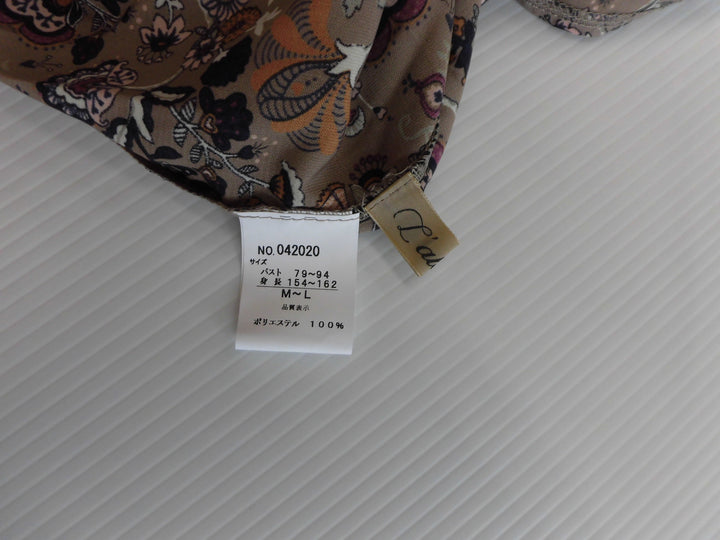 NO. 042020
サイズ
バスト 79~94
身長 154~162
M~L
品質表示
ポリエステル 100%